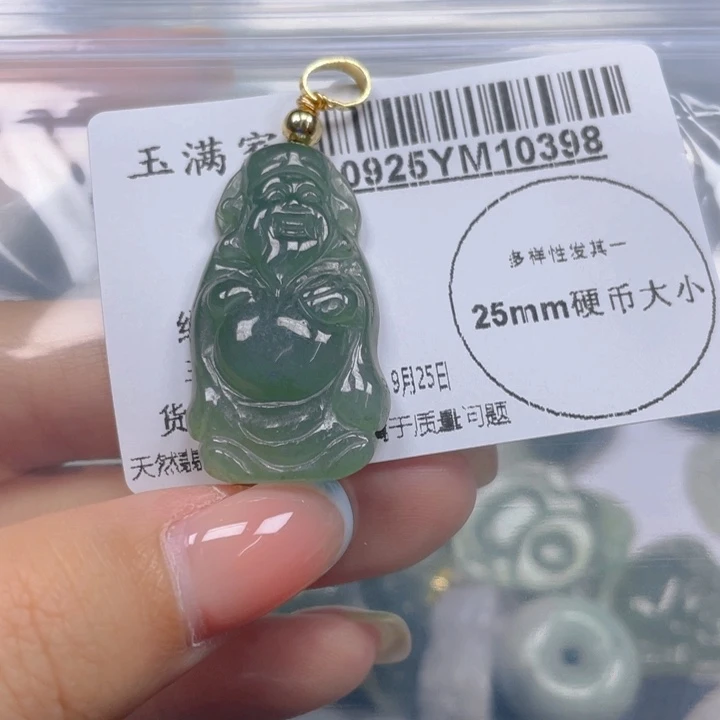 玉满
0925YM10398
多样性发其一
25mm硬币大小
9月25日
货 于质量问题
天然翡